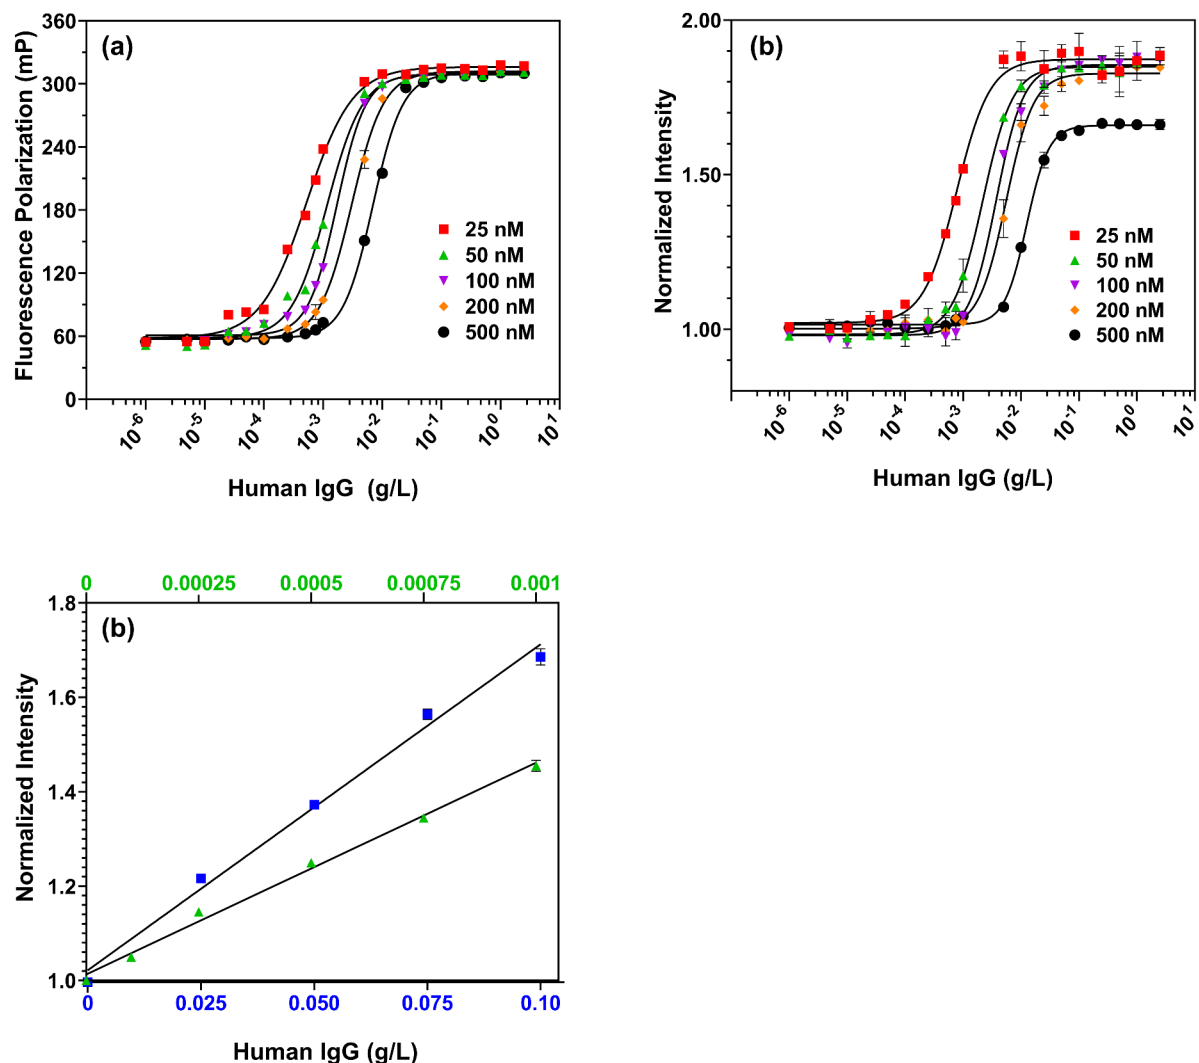 (a)
Fluorescence Polarization (mP)
360
300
240
180
120
60
0
25 nM
50 nM
100 nM
200 nM
500 nM
10-6
10-5
10-4
10-3
10-2
10-1
100
101
Human IgG (g/L)
(b)
Normalized Intensity
2.00
1.50
1.00
25 nM
50 nM
100 nM
200 nM
500 nM
10-6
10-5
10-4
10-3
10-2
10-1
100
101
Human IgG (g/L)
0 0.00025 0.0005 0.00075 0.001
(b)
Normalized Intensity
1.8
1.6
1.4
1.2
1.0
0 0.025 0.050 0.075 0.10
Human IgG (g/L)